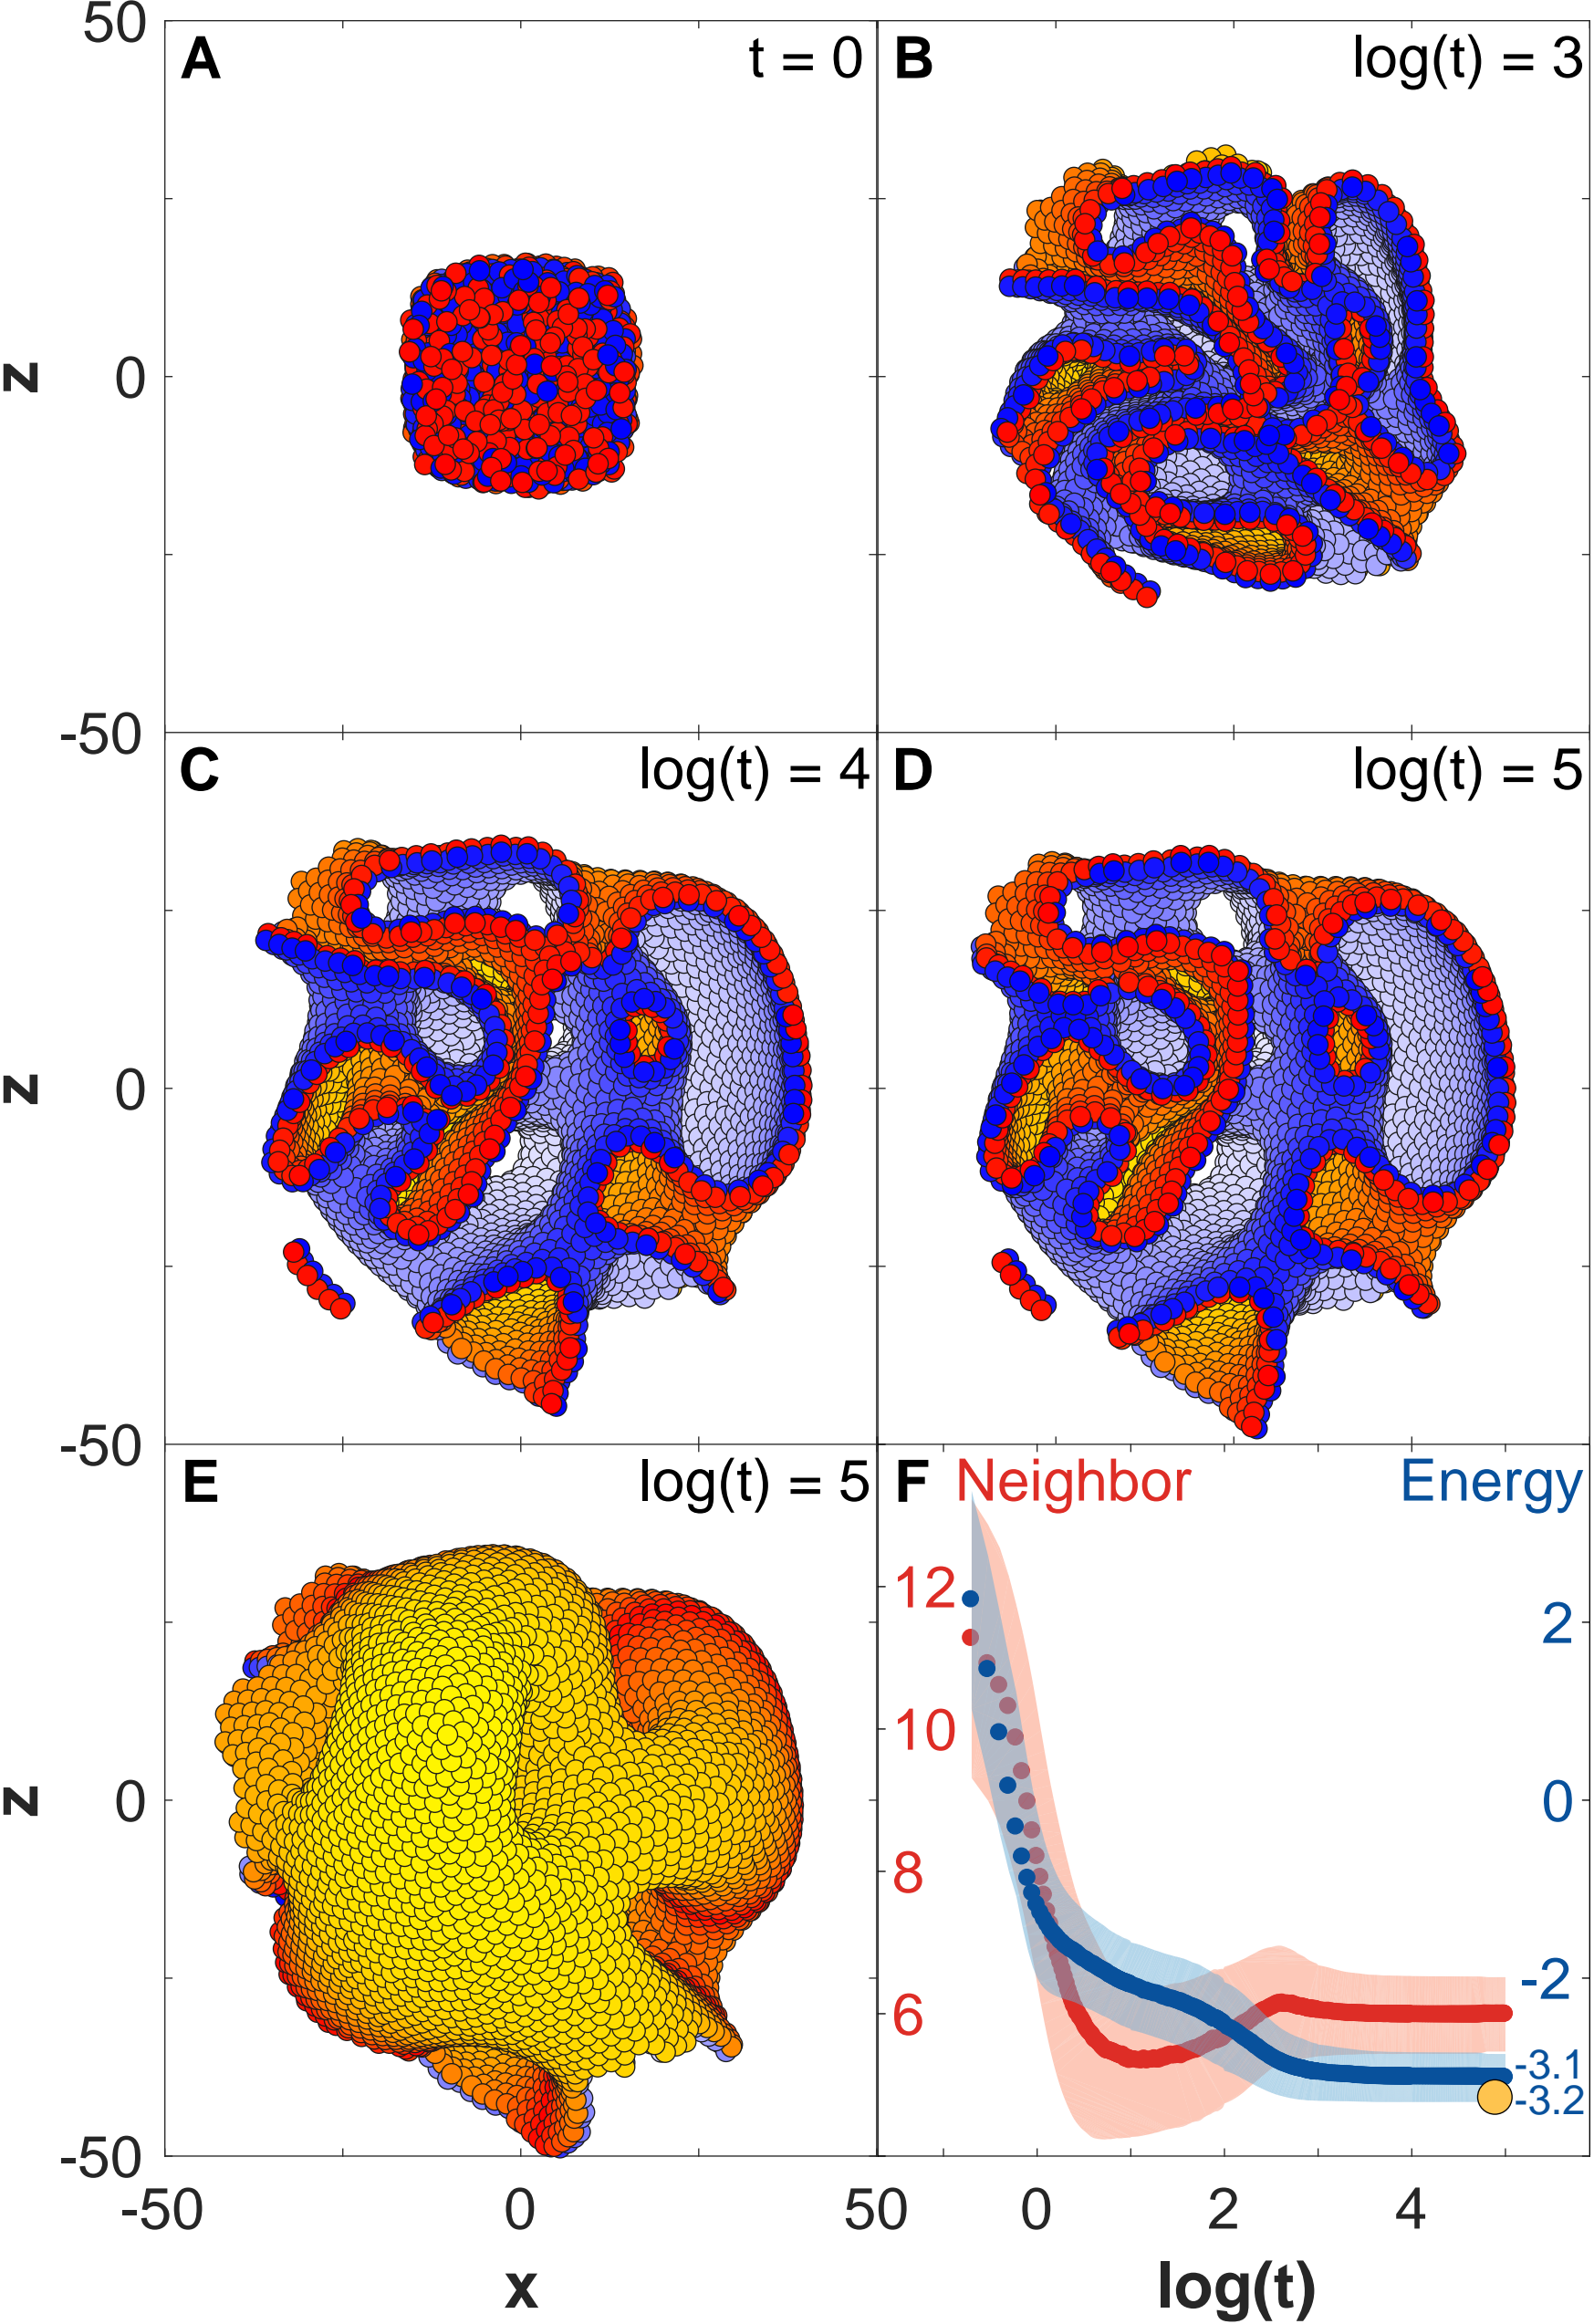 50
A
t = 0
B
log(t) = 3
z
0
-50
C
log(t) = 4
D
log(t) = 5
z
0
-50
E
log(t) = 5
F
Neighbor
Energy
12
2
10
z
0
0
8
6
-2
-3.1
-3.2
-50
-50
0
50
0
2
4
x
log(t)